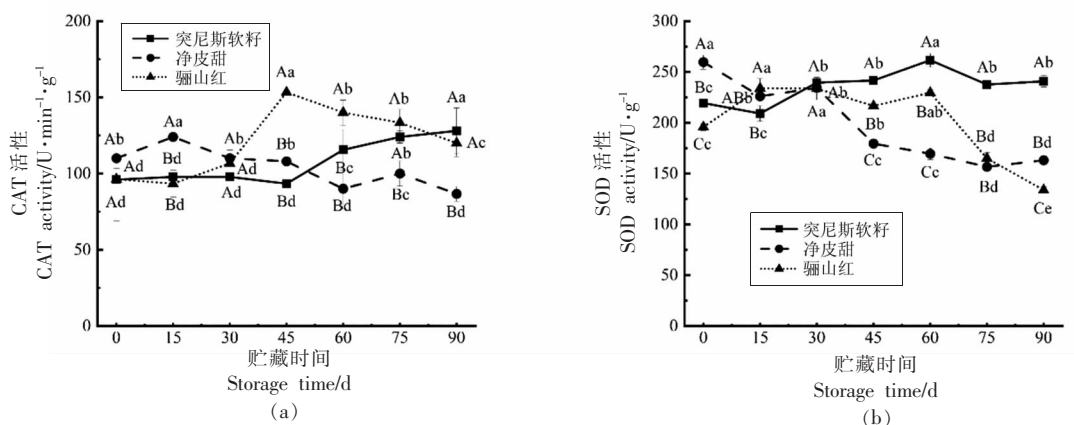 200
150
100
50
0
CAT 活性
CAT activity/U·min⁻¹·g⁻¹
突尼斯软籽
净皮甜
骊山红
Ab
Ad
Ad
Aa
Bd
Bd
Ab
Ad
Ad
Aa
Bb
Bd
Ab
Bc
Bd
Ab
Ab
Bc
Aa
Ac
Bd
0 15 30 45 60 75 90
贮藏时间
Storage time/d
(a)
300
250
200
150
100
50
0
SOD 活性
SOD activity/U·g⁻¹
Aa
Bc
Cc
Aa
ABb
Bc
Ab
Ab
Aa
Ab
Bb
Cc
Aa
Bab
Cc
Ab
Bd
Bd
Ab
Bd
Ce
突尼斯软籽
净皮甜
骊山红
0 15 30 45 60 75 90
贮藏时间
Storage time/d
(b)